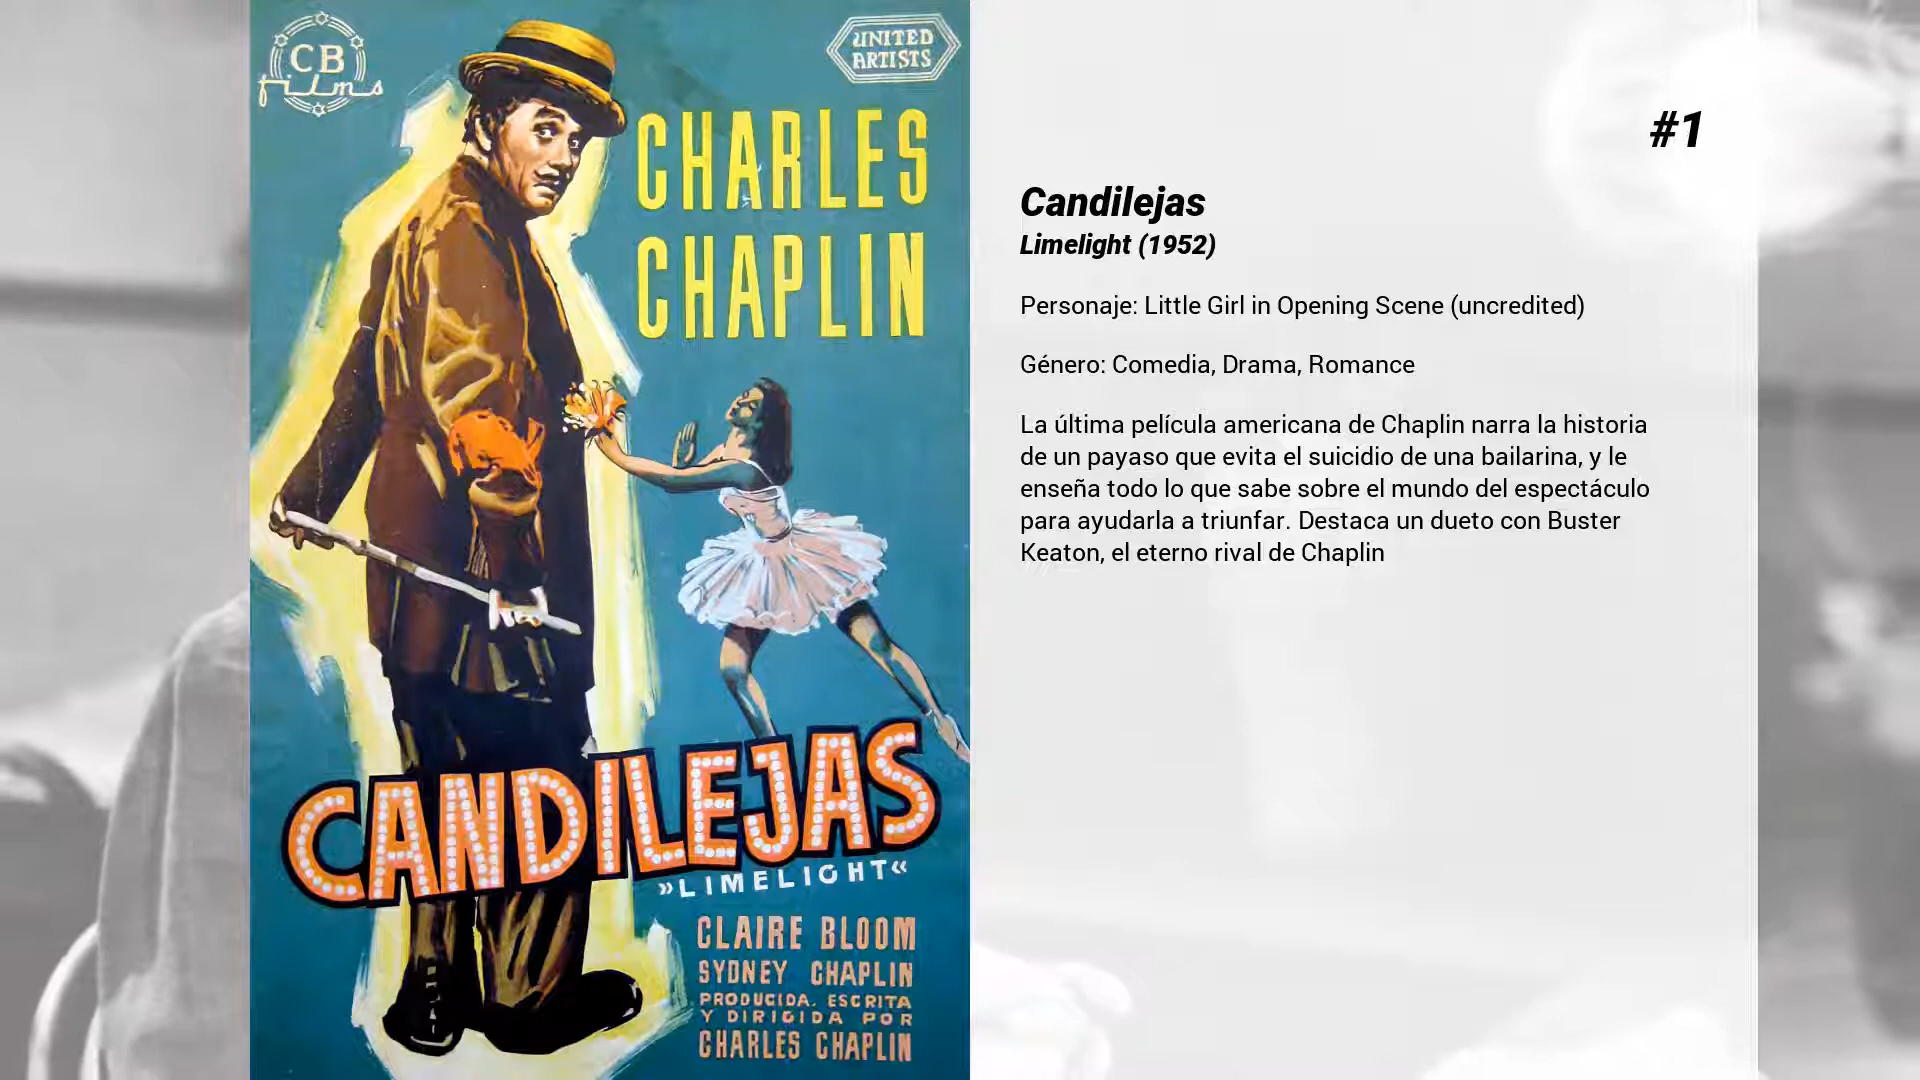 CB
films
UNITED
ARTISTS
CHARLES
CHAPLIN
CANDILEJAS
»LIMELIGHT«
CLAIRE BLOOM
SYDNEY CHAPLIN
PRODUCIDA. ESCRITA
Y DIRIGIDA POR
CHARLES CHAPLIN
#1
Candilejas
Limelight (1952)
Personaje: Little Girl in Opening Scene (uncredited)
Género: Comedia, Drama, Romance
La última película americana de Chaplin narra la historia
de un payaso que evita el suicidio de una bailarina, y le
enseña todo lo que sabe sobre el mundo del espectáculo
para ayudarla a triunfar. Destaca un dueto con Buster
Keaton, el eterno rival de Chaplin